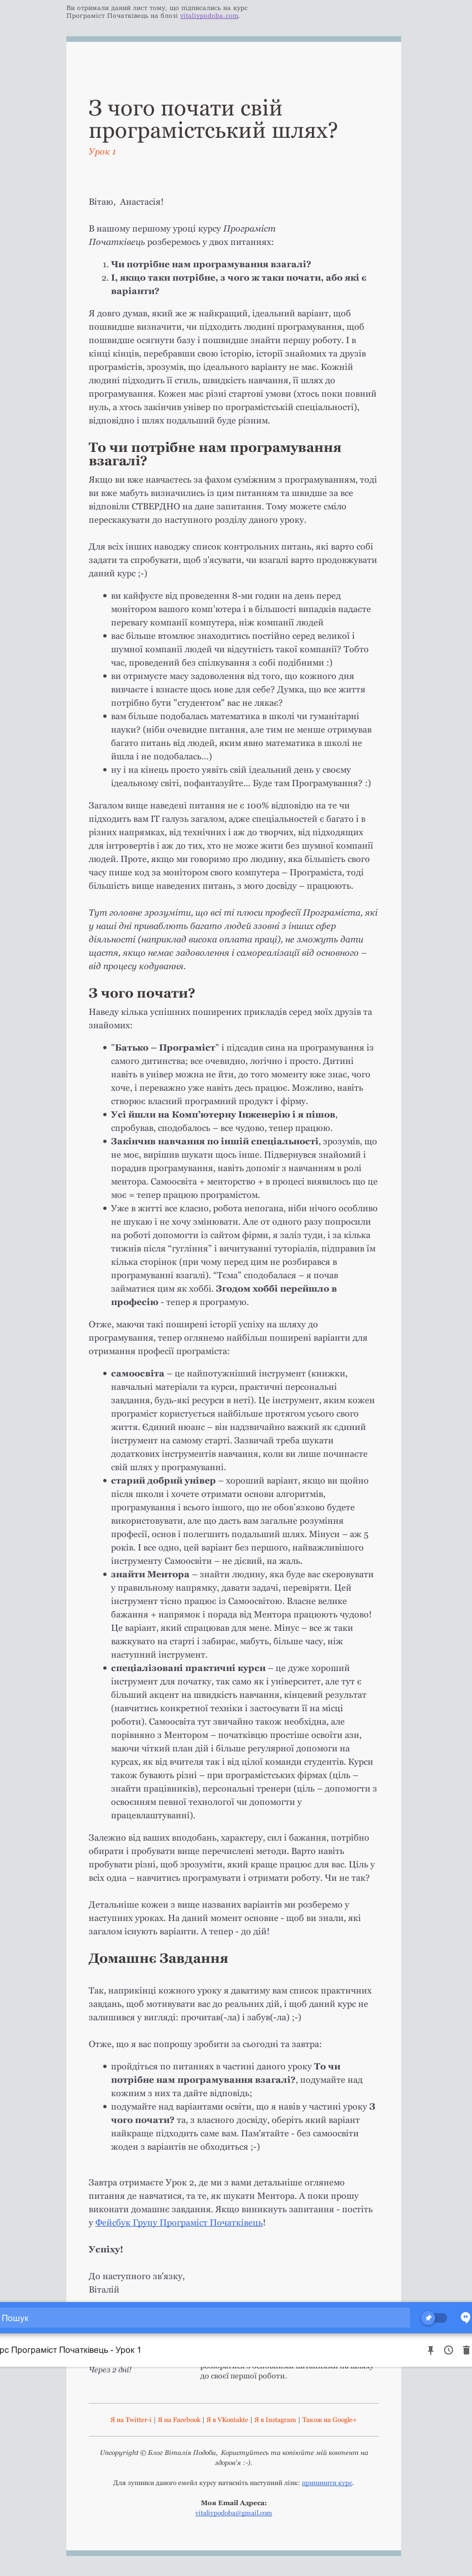 Ви отримали даний лист тому, що підписались на курс
Програміст Початківець на блозі vitaliypodoba.com.
З чого почати свій
програмістський шлях?
Урок 1
Вітаю, Анастасія!
В нашому першому уроці курсу Програміст
Початківець розберемось у двох питаннях:
1. Чи потрібне нам програмування взагалі?
2. І, якщо таки потрібне, з чого ж таки почати, або які є
варіанти?
Я довго думав, який же ж найкращий, ідеальний варіант, щоб
пошвидше визначити, чи підходить людині програмування, щоб
пошвидше осягнути базу і пошвидше знайти першу роботу. І в
кінці кінців, перебравши свою історію, історії знайомих та друзів
програмістів, зрозумів, що ідеального варіанту не має. Кожній
людині підходить її стиль, швидкість навчання, її шлях до
програмування. Кожен має різні стартові умови (хтось поки повний
нуль, а хтось закінчив універ по програмістській спеціальності),
відповідно і шлях подальший буде різним.
То чи потрібне нам програмування
взагалі?
Якщо ви вже навчаєтесь за фахом суміжним з програмуванням, тоді
ви вже мабуть визначились із цим питанням та швидше за все
відповіли СТВЕРДНО на дане запитання. Тому можете сміло
перескакувати до наступного розділу даного уроку.
Для всіх інших наводжу список контрольних питань, які варто собі
задати та спробувати, щоб з'ясувати, чи взагалі варто продовжувати
даний курс ;-)
• ви кайфуєте від проведення 8-ми годин на день перед
монітором вашого комп'ютера і в більшості випадків надаєте
перевагу компанії компутера, ніж компанії людей
• вас більше втомлює знаходитись постійно серед великої і
шумної компанії людей чи відсутність такої компанії? Тобто
час, проведений без спілкування з собі подібними :)
• ви отримуєте масу задоволення від того, що кожного дня
вивчаєте і взнаєте щось нове для себе? Думка, що все життя
потрібно бути "студентом" вас не лякає?
• вам більше подобалась математика в школі чи гуманітарні
науки? (ніби очевидне питання, але тим не менше отримував
багато питань від людей, яким явно математика в школі не
йшла і не подобалась...)
• ну і на кінець просто уявіть свій ідеальний день у своєму
ідеальному світі, пофантазуйте... Буде там Програмування? :)
Загалом вище наведені питання не є 100% відповідю на те чи
підходить вам ІТ галузь загалом, адже спеціальностей є багато і в
різних напрямках, від технічних і аж до творчих, від підходящих
для інтровертів і аж до тих, хто не може жити без шумної компанії
людей. Проте, якщо ми говоримо про людину, яка більшість свого
часу пише код за монітором свого компутера – Програміста, тоді
більшість вище наведених питань, з мого досвіду – працюють.
Тут головне зрозуміти, що всі ті плюси професії Програміста, які
у наші дні приваблють багато людей ззовні з інших сфер
діяльності (наприклад висока оплата праці), не зможуть дати
щастя, якщо немає задоволення і самореалізації від основного –
від процесу кодування.
З чого почати?
Наведу кілька успішних поширених прикладів серед моїх друзів та
знайомих:
• "Батько – Програміст" і підсадив сина на програмування із
самого дитинства; все очевидно, логічно і просто. Дитині
навіть в універ можна не йти, до того моменту вже знає, чого
хоче, і переважно уже навіть десь працює. Можливо, навіть
створює власний програмний продукт і фірму.
• Усі йшли на Комп’ютерну Інженерію і я пішов,
спробував, сподобалось – все чудово, тепер працюю.
• Закінчив навчання по іншій спеціальності, зрозумів, що
не моє, вирішив шукати щось інше. Підвернувся знайомий і
порадив програмування, навіть допоміг з навчанням в ролі
ментора. Самоосвіта + менторство + в процесі виявилось що це
моє = тепер працюю програмістом.
• Уже в житті все класно, робота непогана, ніби нічого особливо
не шукаю і не хочу змінювати. Але от одного разу попросили
на роботі допомогти із сайтом фірми, я заліз туди, і за кілька
тижнів після “гугління” і вичитуванні туторіалів, підправив їм
кілька сторінок (при чому перед цим не розбирався в
програмуванні взагалі). “Тєма” сподобалася – я почав
займатися цим як хоббі. Згодом хоббі перейшло в
професію - тепер я програмую.
Отже, маючи такі поширені історії успіху на шляху до
програмування, тепер оглянемо найбільш поширені варіанти для
отримання професії програміста:
• самоосвіта – це найпотужніший інструмент (книжки,
навчальні матеріали та курси, практичні персональні
завдання, будь-які ресурси в неті). Це інструмент, яким кожен
програміст користується найбільше протягом усього свого
життя. Єдиний нюанс – він надзвичайно важкий як єдиний
інструмент на самому старті. Зазвичай треба шукати
додаткових інструментів навчання, коли ви лише починаєте
свій шлях у програмуванні.
• старий добрий універ – хороший варіант, якщо ви щойно
після школи і хочете отримати основи алгоритмів,
програмування і всього іншого, що не обов’язково будете
використовувати, але що дасть вам загальне розуміння
професії, основ і полегшить подальший шлях. Мінуси – аж 5
років. І все одно, цей варіант без першого, найважливішого
інструменту Самоосвіти – не дієвий, на жаль.
• знайти Ментора – знайти людину, яка буде вас скеровувати
у правильному напрямку, давати задачі, перевіряти. Цей
інструмент тісно працює із Самоосвітою. Власне велике
бажання + напрямок і порада від Ментора працюють чудово!
Це варіант, який спрацював для мене. Мінус – все ж таки
важкувато на старті і забирає, мабуть, більше часу, ніж
наступний інструмент.
• спеціалізовані практичні курси – це дуже хороший
інструмент для початку, так само як і університет, але тут є
більший акцент на швидкість навчання, кінцевий результат
(навчитись конкретної техніки і застосувати її на місці
роботи). Самоосвіта тут звичайно також необхідна, але
порівняно з Ментором – початківцю простіше освоїти ази,
маючи чіткий план дій і більше регулярної допомоги на
курсах, як від вчителя так і від цілої команди студентів. Курси
також бувають різні – при програмістських фірмах (ціль –
знайти працівників), персональні тренери (ціль – допомогти з
освоєнням певної технологої чи допомогти у
працевлаштуванні).
Залежно від ваших вподобань, характеру, сил і бажання, потрібно
обирати і пробувати вище перечислені методи. Варто навіть
пробувати різні, щоб зрозуміти, який краще працює для вас. Ціль у
всіх одна – навчитись програмувати і отримати роботу. Чи не так?
Детальніше кожен з вище названих варіантів ми розберемо у
наступних уроках. На даний момент основне - щоб ви знали, які
загалом існують варіанти. А тепер - до дій!
Домашнє Завдання
Так, наприкінці кожного уроку я даватиму вам список практичних
завдань, щоб мотивувати вас до реальних дій, і щоб даний курс не
залишився у вигляді: прочитав(-ла) і забув(-ла) ;-)
Отже, що я вас попрошу зробити за сьогодні та завтра:
• пройдіться по питаннях в частині даного уроку То чи
потрібне нам програмування взагалі?, подумайте над
кожним з них та дайте відповідь;
• подумайте над варіантами освіти, що я навів у частині уроку З
чого почати? та, з власного досвіду, оберіть який варіант
найкраще підходить саме вам. Пам'ятайте - без самоосвіти
жоден з варіантів не обходиться ;-)
Завтра отримаєте Урок 2, де ми з вами детальніше оглянемо
питання де навчатися, та те, як шукати Ментора. А поки прошу
виконати домашнє завдання. Якщо виникнуть запитання - постіть
у Фейсбук Групу Програміст Початківець!
Успіху!
До наступного зв'язку,
Віталій
Пошук
рс Програміст Початківець - Урок 1
Через 2 дні!
до своєї першої роботи.
Я на Twitter-і | Я на Facebook | Я в VKontakte | Я в Instagram | Також на Google+
Uncopyright © Блог Віталія Подоби, Користуйтесь та копіюйте мій контент на
здоров'я :-).
Для зупинки даного емейл курсу натисніть наступний лінк: припинити курс.
Моя Email Адреса:
vitaliypodoba@gmail.com